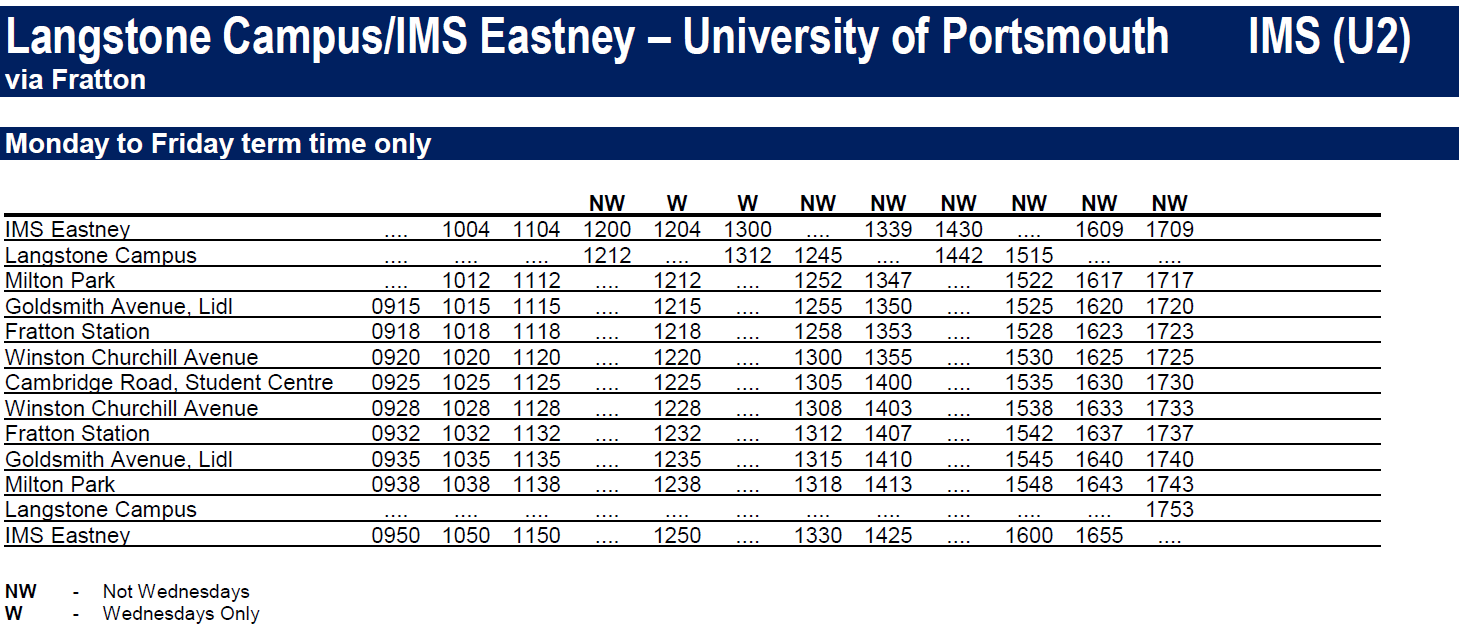 Langstone Campus/IMS Eastney – University of Portsmouth IMS (U2)
via Fratton
Monday to Friday term time only
NW W W NW NW NW NW NW NW
IMS Eastney .... 1004 1104 1200 1204 1300 .... 1339 1430 .... 1609 1709
Langstone Campus .... .... .... 1212 .... 1312 1245 .... 1442 1515 .... ....
Milton Park .... 1012 1112 .... 1212 .... 1252 1347 .... 1522 1617 1717
Goldsmith Avenue, Lidl 0915 1015 1115 .... 1215 .... 1255 1350 .... 1525 1620 1720
Fratton Station 0918 1018 1118 .... 1218 .... 1258 1353 .... 1528 1623 1723
Winston Churchill Avenue 0920 1020 1120 .... 1220 .... 1300 1355 .... 1530 1625 1725
Cambridge Road, Student Centre 0925 1025 1125 .... 1225 .... 1305 1400 .... 1535 1630 1730
Winston Churchill Avenue 0928 1028 1128 .... 1228 .... 1308 1403 .... 1538 1633 1733
Fratton Station 0932 1032 1132 .... 1232 .... 1312 1407 .... 1542 1637 1737
Goldsmith Avenue, Lidl 0935 1035 1135 .... 1235 .... 1315 1410 .... 1545 1640 1740
Milton Park 0938 1038 1138 .... 1238 .... 1318 1413 .... 1548 1643 1743
Langstone Campus .... .... .... .... .... .... .... .... .... .... .... 1753
IMS Eastney 0950 1050 1150 .... 1250 .... 1330 1425 .... 1600 1655 ....
NW - Not Wednesdays
W - Wednesdays Only